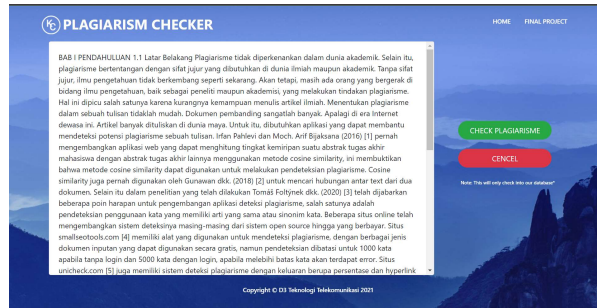 KC PLAGIARISM CHECKER
HOME FINAL PROJECT
BAB I PENDAHULUAN 1.1 Latar Belakang Plagiarisme tidak diperkenankan dalam dunia akademik. Selain itu,
plagiarisme bertentangan dengan sifat jujur yang dibutuhkan di dunia ilmiah maupun akademik. Tanpa sifat
jujur, ilmu pengetahuan tidak berkembang seperti sekarang. Akan tetapi, masih ada orang yang bergerak di
bidang ilmu pengetahuan, baik sebagai peneliti maupun akademisi, yang melakukan tindakan plagiarisme.
Hal ini dipicu salah satunya karena kurangnya kemampuan menulis artikel ilmiah. Menentukan plagiarisme
dalam sebuah tulisan tidaklah mudah. Dokumen pembanding sangatlah banyak. Apalagi di era Internet
dewasa ini. Artikel banyak dituliskan di dunia maya. Untuk itu, dibutuhkan aplikasi yang dapat membantu
mendeteksi potensi plagiarisme sebuah tulisan. Irfan Pahlevi dan Moch. Arif Bijaksana (2016) [1] pernah
mengembangkan aplikasi web yang dapat menghitung tingkat kemiripan suatu abstrak tugas akhir
mahasiswa dengan abstrak tugas akhir lainnya menggunakan metode cosine similarity, ini membuktikan
bahwa metode cosine similarity dapat digunakan untuk melakukan pendeteksian plagiarisme. Cosine
similarity juga pernah digunakan oleh Gunawan dkk. (2018) [2] untuk mencari hubungan antar text dari dua
dokumen. Selain itu dalam penelitian yang telah dilakukan Tomáš Foltýnek dkk. (2020) [3] telah dijabarkan
beberapa poin harapan untuk pengembangan aplikasi deteksi plagiarisme, salah satunya adalah
pendeteksian penggunaan kata yang memiliki arti yang sama atau sinonim kata. Beberapa situs online telah
mengembangkan sistem deteksinya masing-masing dari sistem open source hingga yang berbayar. Situs
smallseotools.com [4] memiliki alat yang digunakan untuk mendeteksi plagiarisme, dengan berbagai jenis
dokumen inputan yang dapat digunakan secara gratis, namun pendeteksian dibatasi untuk 1000 kata
apabila tanpa login dan 5000 kata dengan login, apabila melebihi batas kata akan terdapat error. Situs
unicheck.com [5] juga memiliki sistem deteksi plagiarisme dengan keluaran berupa persentase dan hyperlink
CHECK PLAGIARISME
CENCEL
Note: This will only check into our database*
Copyright © D3 Teknologi Telekomunikasi 2021